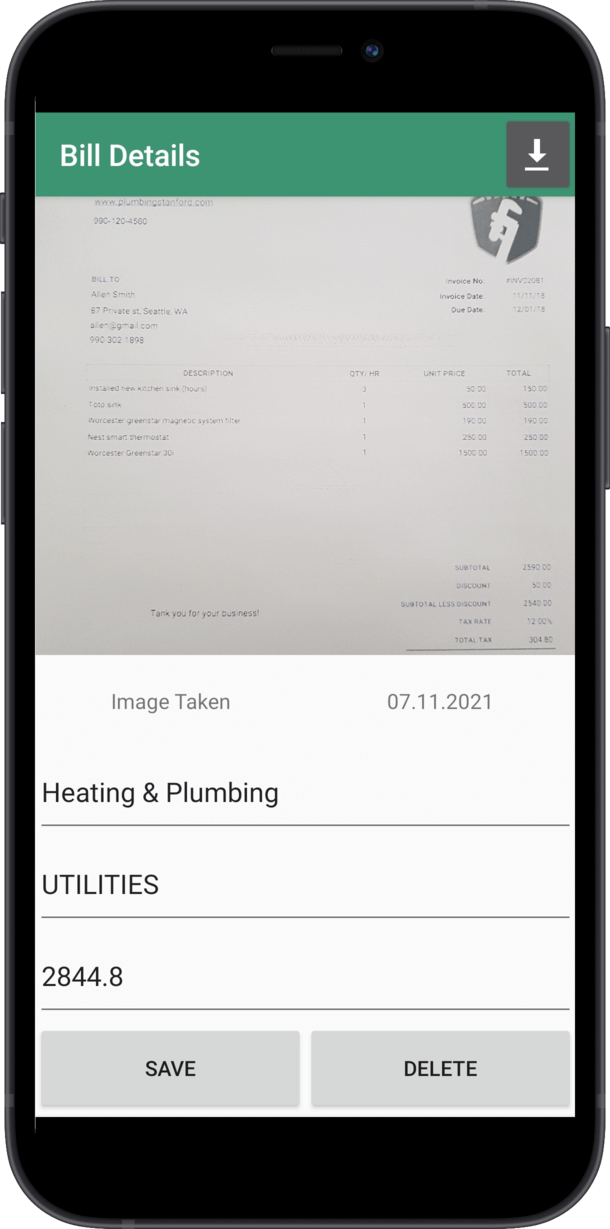 Bill Details
www.plumbingstanford.com
990-120-4560
BILL TO
Allen Smith
87 Private st, Seattle, WA
allen@gmail.com
990-302-1898
Invoice No: #INV02081
Invoice Date: 11/11/18
Due Date: 12/01/18
DESCRIPTION QTY/ HR UNIT PRICE TOTAL
Installed new kitchen sink (hours) 3 50.00 150.00
Toto sink 1 500.00 500.00
Worcester greenstar magnetic system filter 1 190.00 190.00
Nest smart thermostat 1 250.00 250.00
Worcester Greenstar 30i 1 1500.00 1500.00
SUBTOTAL 2590.00
DISCOUNT 50.00
SUBTOTAL LESS DISCOUNT 2540.00
TAX RATE 12.00%
TOTAL TAX 304.80
Tank you for your business!
Image Taken 07.11.2021
Heating & Plumbing
UTILITIES
2844.8
SAVE DELETE